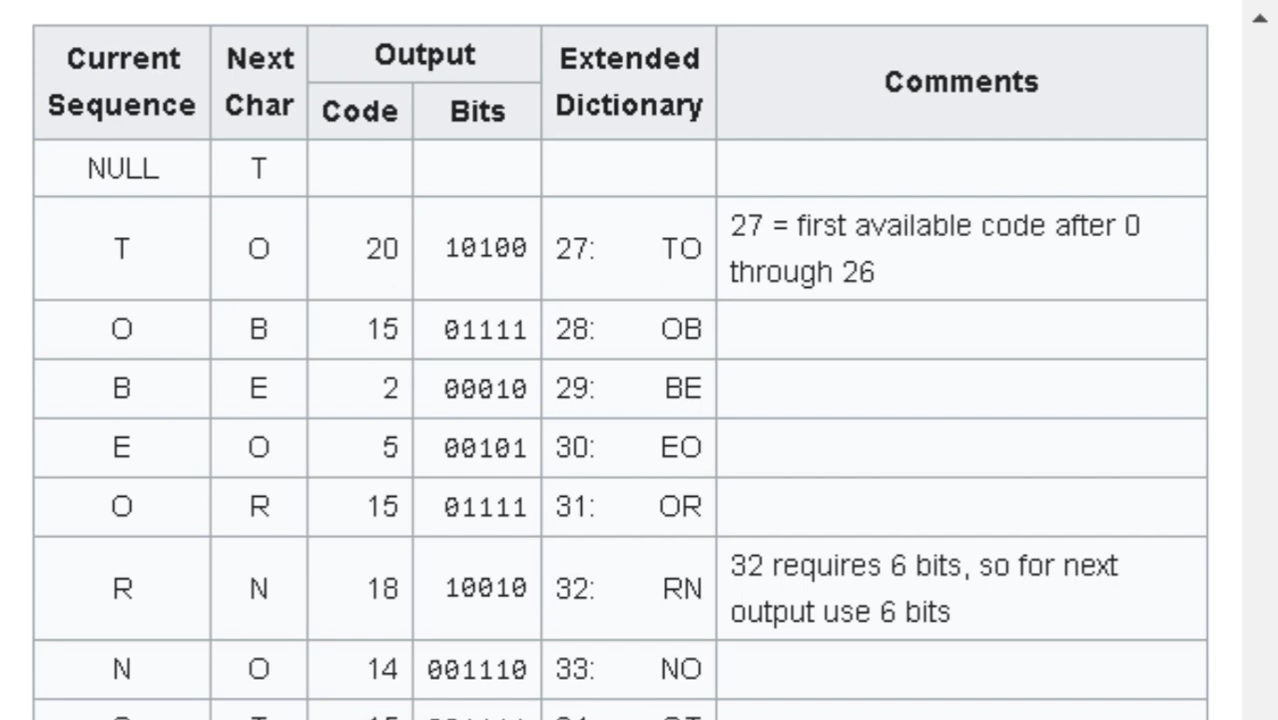 Current Sequence Next Char Output Extended Dictionary Comments
Code Bits
NULL T
T O 20 10100 27: TO 27 = first available code after 0 through 26
O B 15 01111 28: OB
B E 2 00010 29: BE
E O 5 00101 30: EO
O R 15 01111 31: OR
R N 18 10010 32: RN 32 requires 6 bits, so for next output use 6 bits
N O 14 001110 33: NO